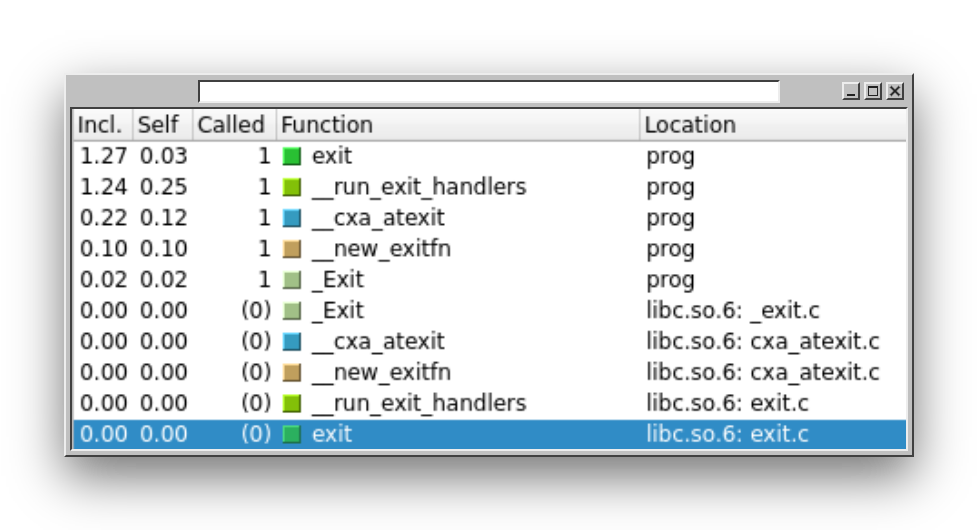 Incl. Self Called Function Location
1.27 0.03 1 exit prog
1.24 0.25 1 __run_exit_handlers prog
0.22 0.12 1 __cxa_atexit prog
0.10 0.10 1 __new_exitfn prog
0.02 0.02 1 _Exit prog
0.00 0.00 (0) _Exit libc.so.6: _exit.c
0.00 0.00 (0) __cxa_atexit libc.so.6: cxa_atexit.c
0.00 0.00 (0) __new_exitfn libc.so.6: cxa_atexit.c
0.00 0.00 (0) __run_exit_handlers libc.so.6: exit.c
0.00 0.00 (0) exit libc.so.6: exit.c